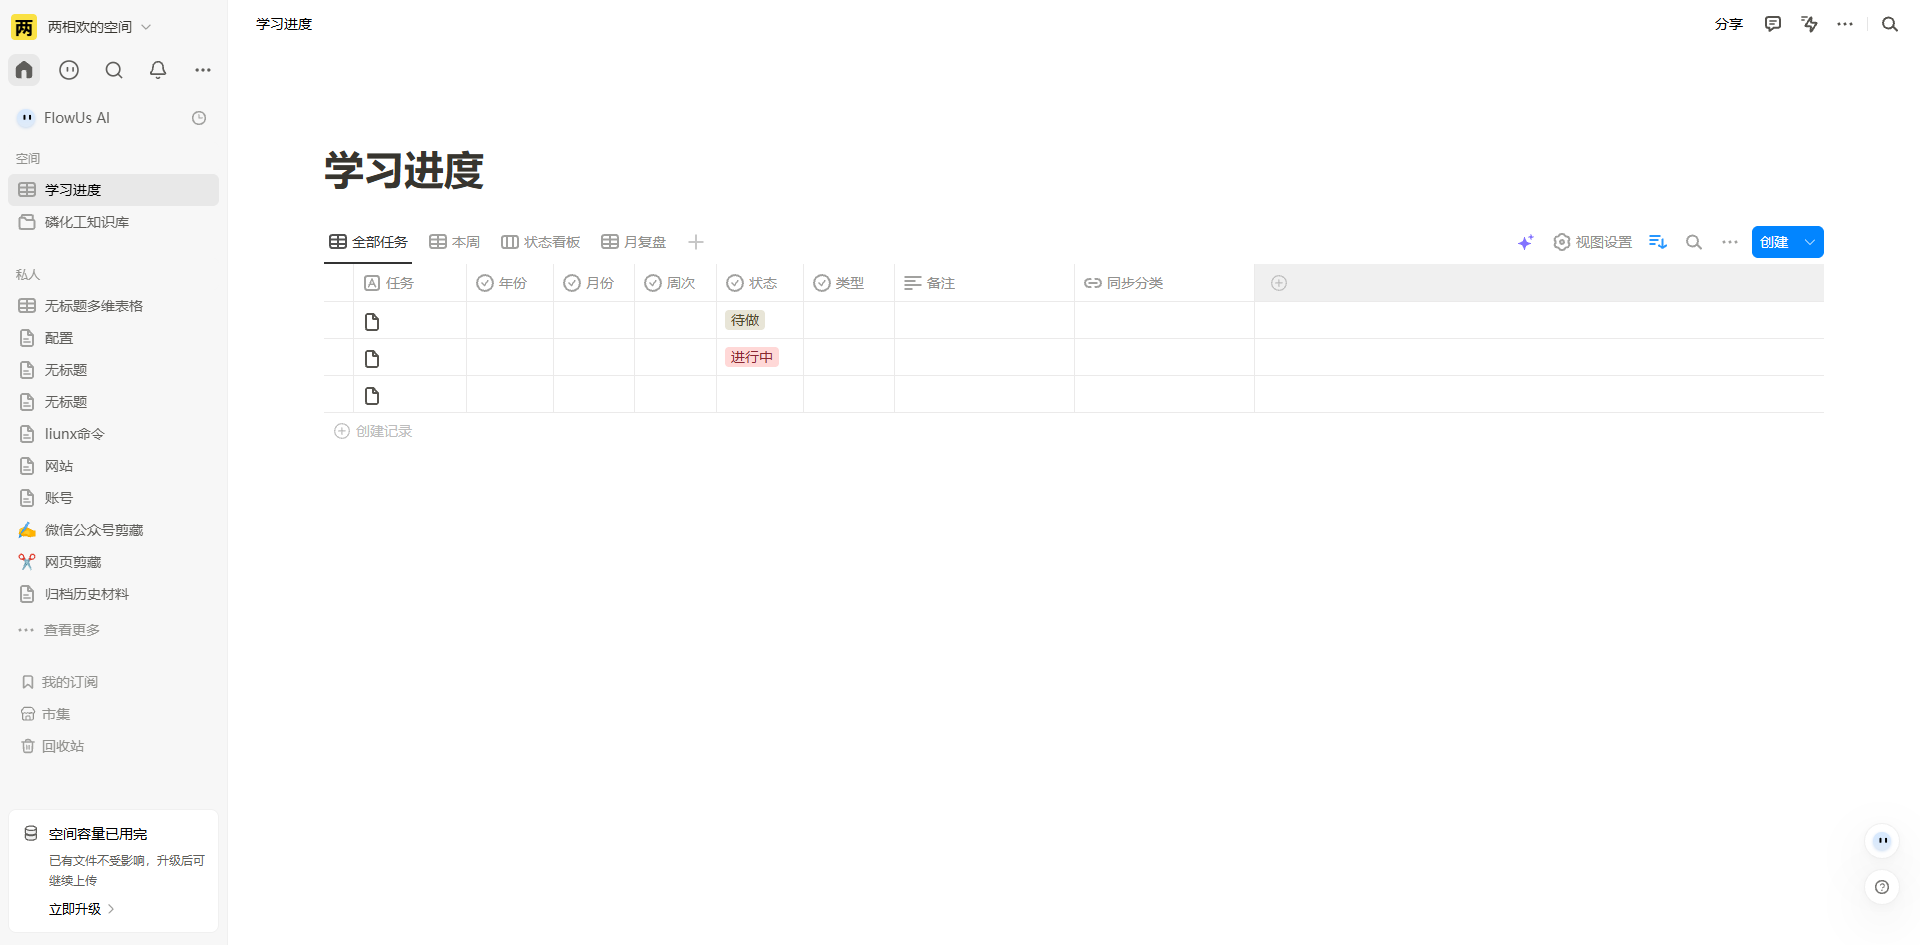 两 两相欢的空间
FlowUs AI
空间
学习进度
磷化工知识库
私人
无标题多维表格
配置
无标题
无标题
liunx命令
网站
账号
微信公众号剪藏
网页剪藏
归档历史材料
查看更多
我的订阅
市集
回收站
空间容量已用完
已有文件不受影响，升级后可
继续上传
立即升级
学习进度
分享
学习进度
全部任务 本周 状态看板 月复盘
视图设置 创建
任务 年份 月份 周次 状态 类型 备注 同步分类
待做
进行中
创建记录